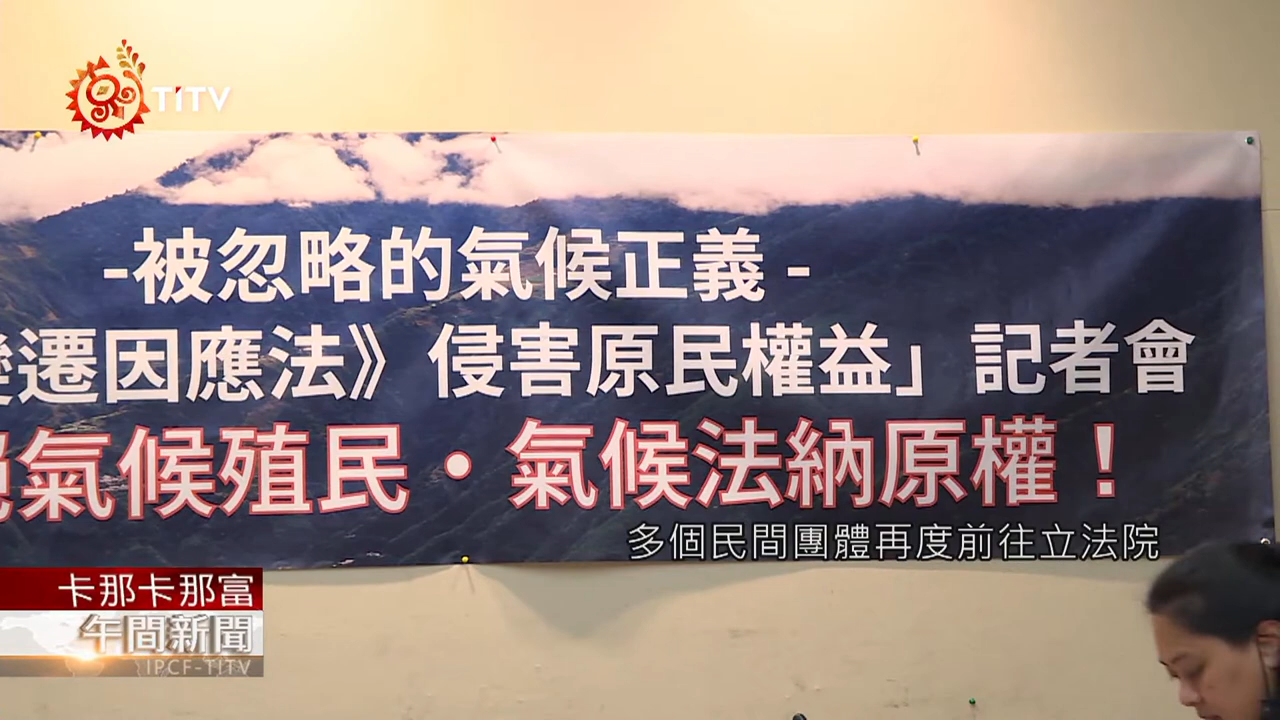 TITV
-被忽略的氣候正義-
變遷因應法》侵害原民權益」記者會
氣候殖民・氣候法納原權！
多個民間團體再度前往立法院
卡那卡那富
午間新聞
IPCF-TITV